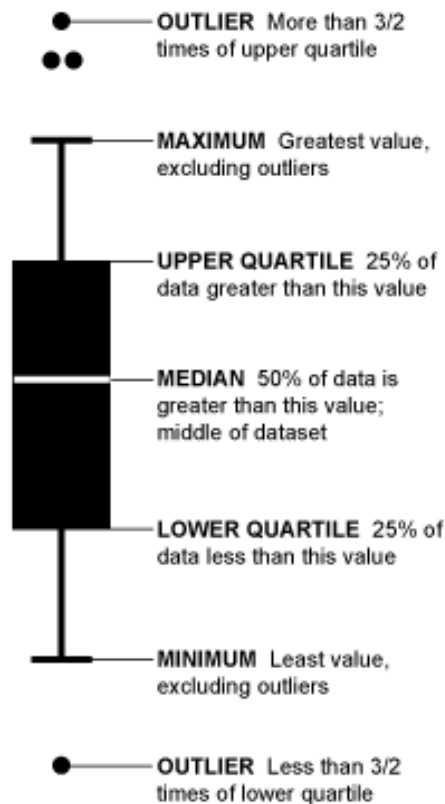 OUTLIER More than 3/2
times of upper quartile
MAXIMUM Greatest value,
excluding outliers
UPPER QUARTILE 25% of
data greater than this value
MEDIAN 50% of data is
greater than this value;
middle of dataset
LOWER QUARTILE 25% of
data less than this value
MINIMUM Least value,
excluding outliers
OUTLIER Less than 3/2
times of lower quartile